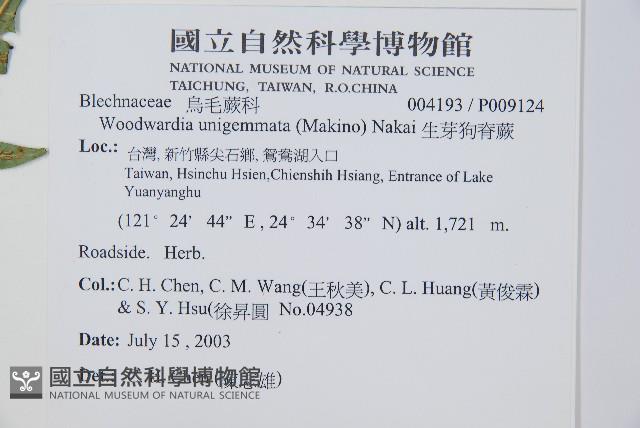 國立自然科學博物館
NATIONAL MUSEUM OF NATURAL SCIENCE
TAICHUNG, TAIWAN, R.O.CHINA
Blechnaceae 烏毛蕨科 004193 / P009124
Woodwardia unigemmata (Makino) Nakai 生芽狗脊蕨
Loc.: 台灣, 新竹縣尖石鄉, 鴛鴦湖入口
Taiwan, Hsinchu Hsien,Chienshih Hsiang, Entrance of Lake
Yuanyanghu
(121° 24' 44" E , 24° 34' 38" N) alt. 1,721 m.
Roadside. Herb.
Col.: C. H. Chen, C. M. Wang(王秋美), C. L. Huang(黃俊霖)
& S. Y. Hsu(徐昇圓 No.04938
Date: July 15 , 2003
國立自然科學博物館
NATIONAL MUSEUM OF NATURAL SCIENCE
雄)